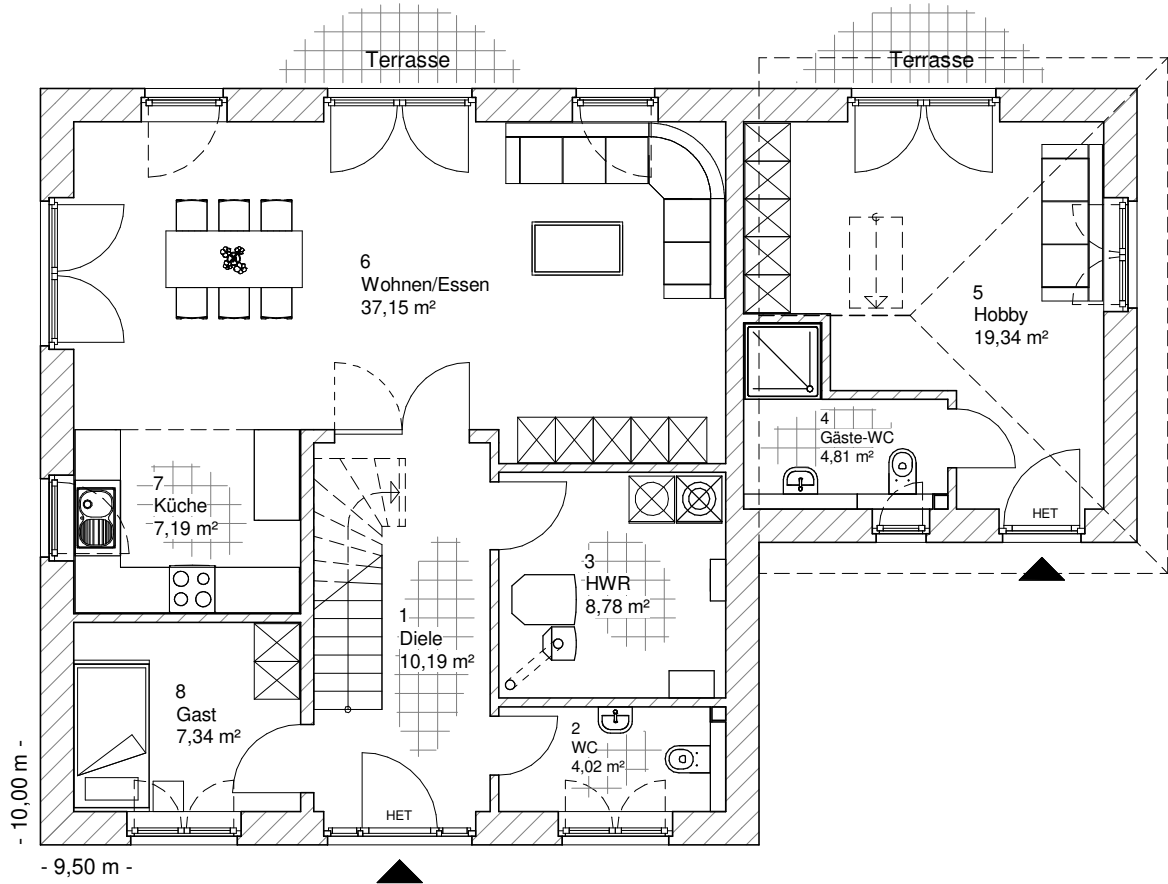 Terrasse
Terrasse
6
Wohnen/Essen
37,15 m²
5
Hobby
19,34 m²
4
Gäste-WC
4,81 m²
7
Küche
7,19 m²
HET
3
HWR
8,78 m²
1
Diele
10,19 m²
8
Gast
7,34 m²
2
WC
4,02 m²
HET
- 10,00 m -
- 9,50 m -